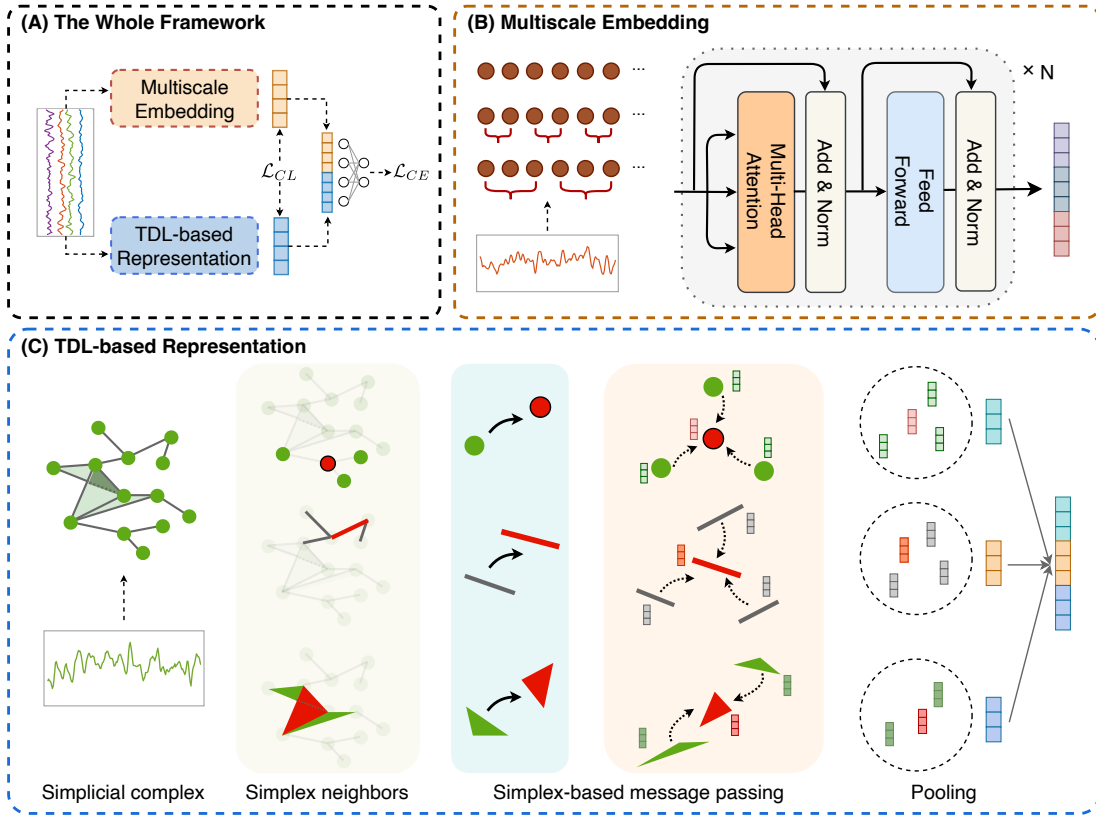 (A) The Whole Framework
Multiscale
Embedding
ℒ_CL
ℒ_CE
TDL-based
Representation
(B) Multiscale Embedding
...
...
...
Multi-Head
Attention
Add & Norm
Feed
Forward
Add & Norm
× N
(C) TDL-based Representation
Simplicial complex
Simplex neighbors
Simplex-based message passing
Pooling